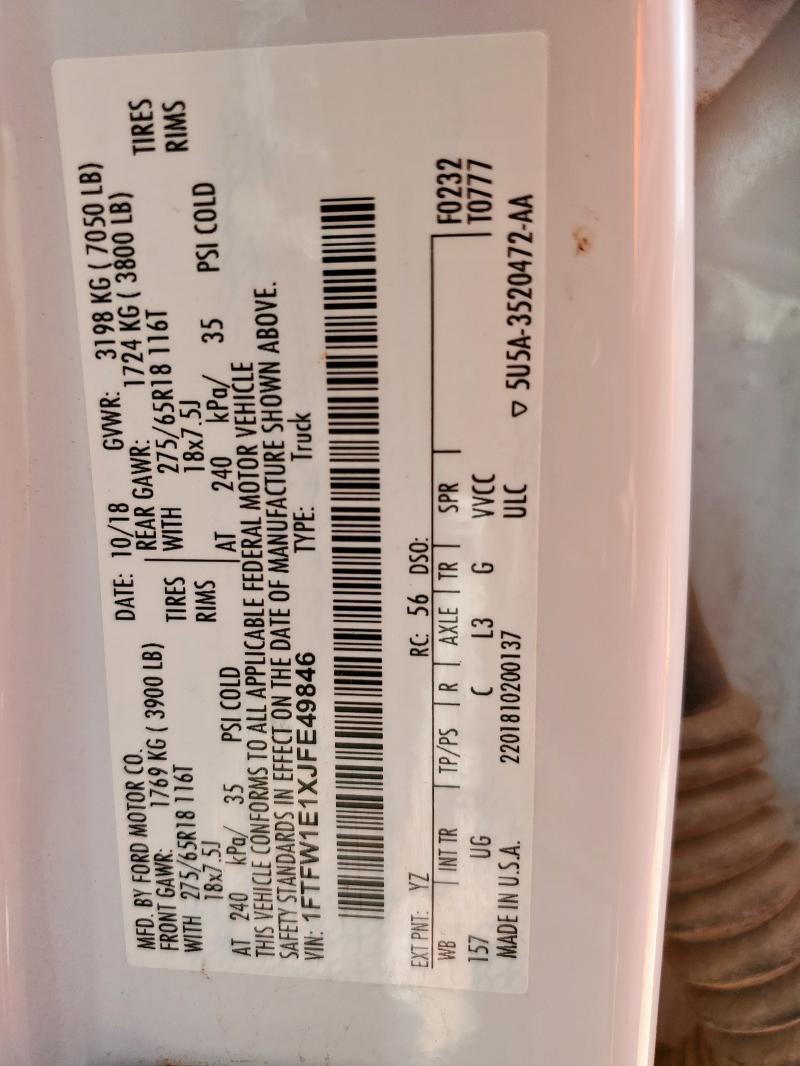 MFD. BY FORD MOTOR CO. DATE: 10/18 GVWR: 3198 KG ( 7050 LB)
FRONT GAWR: 1769 KG ( 3900 LB) REAR GAWR: 1724 KG ( 3800 LB)
WITH 275/65R18 116T TIRES WITH 275/65R18 116T TIRES
18x7.5J RIMS 18x7.5J RIMS
AT 240 kPa/ 35 PSI COLD AT 240 kPa/ 35 PSI COLD
THIS VEHICLE CONFORMS TO ALL APPLICABLE FEDERAL MOTOR VEHICLE
SAFETY STANDARDS IN EFFECT ON THE DATE OF MANUFACTURE SHOWN ABOVE.
VIN: 1FTFW1E1XJFE49846 TYPE: Truck
EXT PNT: YZ RC: 56 DSO: F0232
WB INT TR TP/PS R AXLE TR SPR T0777
157 UG C L3 G VVCC
MADE IN U.S.A. 2201810200137 ULC ▽ 5U5A-3520472-AA